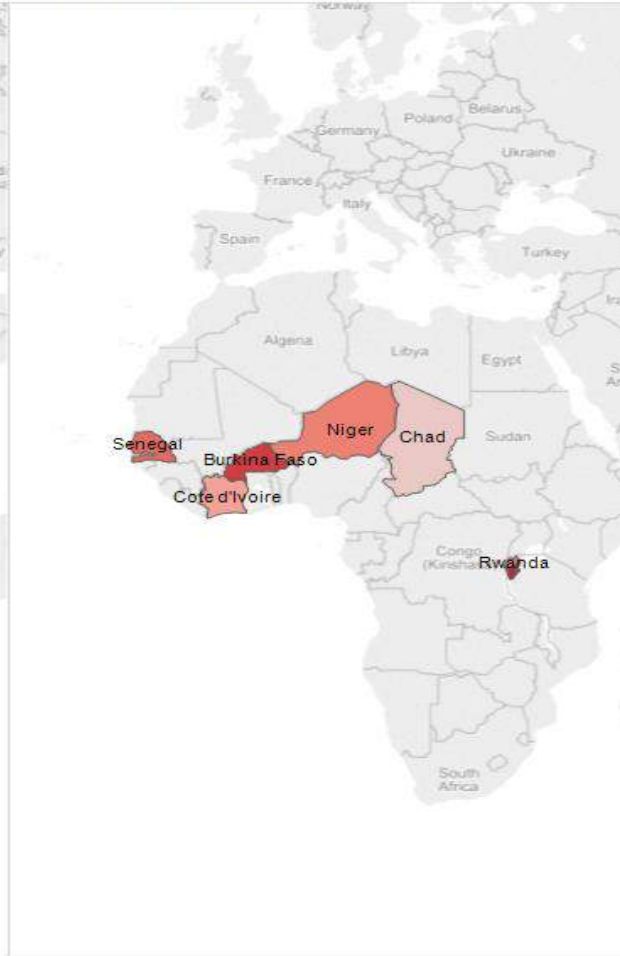 Norway
Belarus
Poland
Germany
Ukraine
France
Italy
Spain
Turkey
Algeria
Libya
Egypt
Niger
Chad
Sudan
Senegal
Burkina Faso
Cote d'Ivoire
Congo
(Kinshas
Rwanda
South
Africa